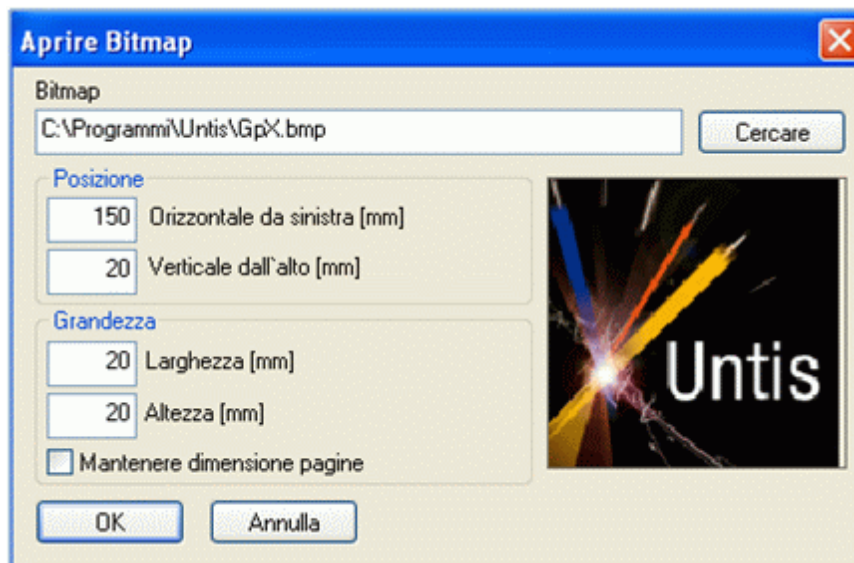 Aprire Bitmap
Bitmap
C:\Programmi\Untis\GpX.bmp
Cercare
Posizione
150 Orizzontale da sinistra [mm]
20 Verticale dall`alto [mm]
Grandezza
20 Larghezza [mm]
20 Altezza [mm]
Mantenere dimensione pagine
Untis
OK
Annulla